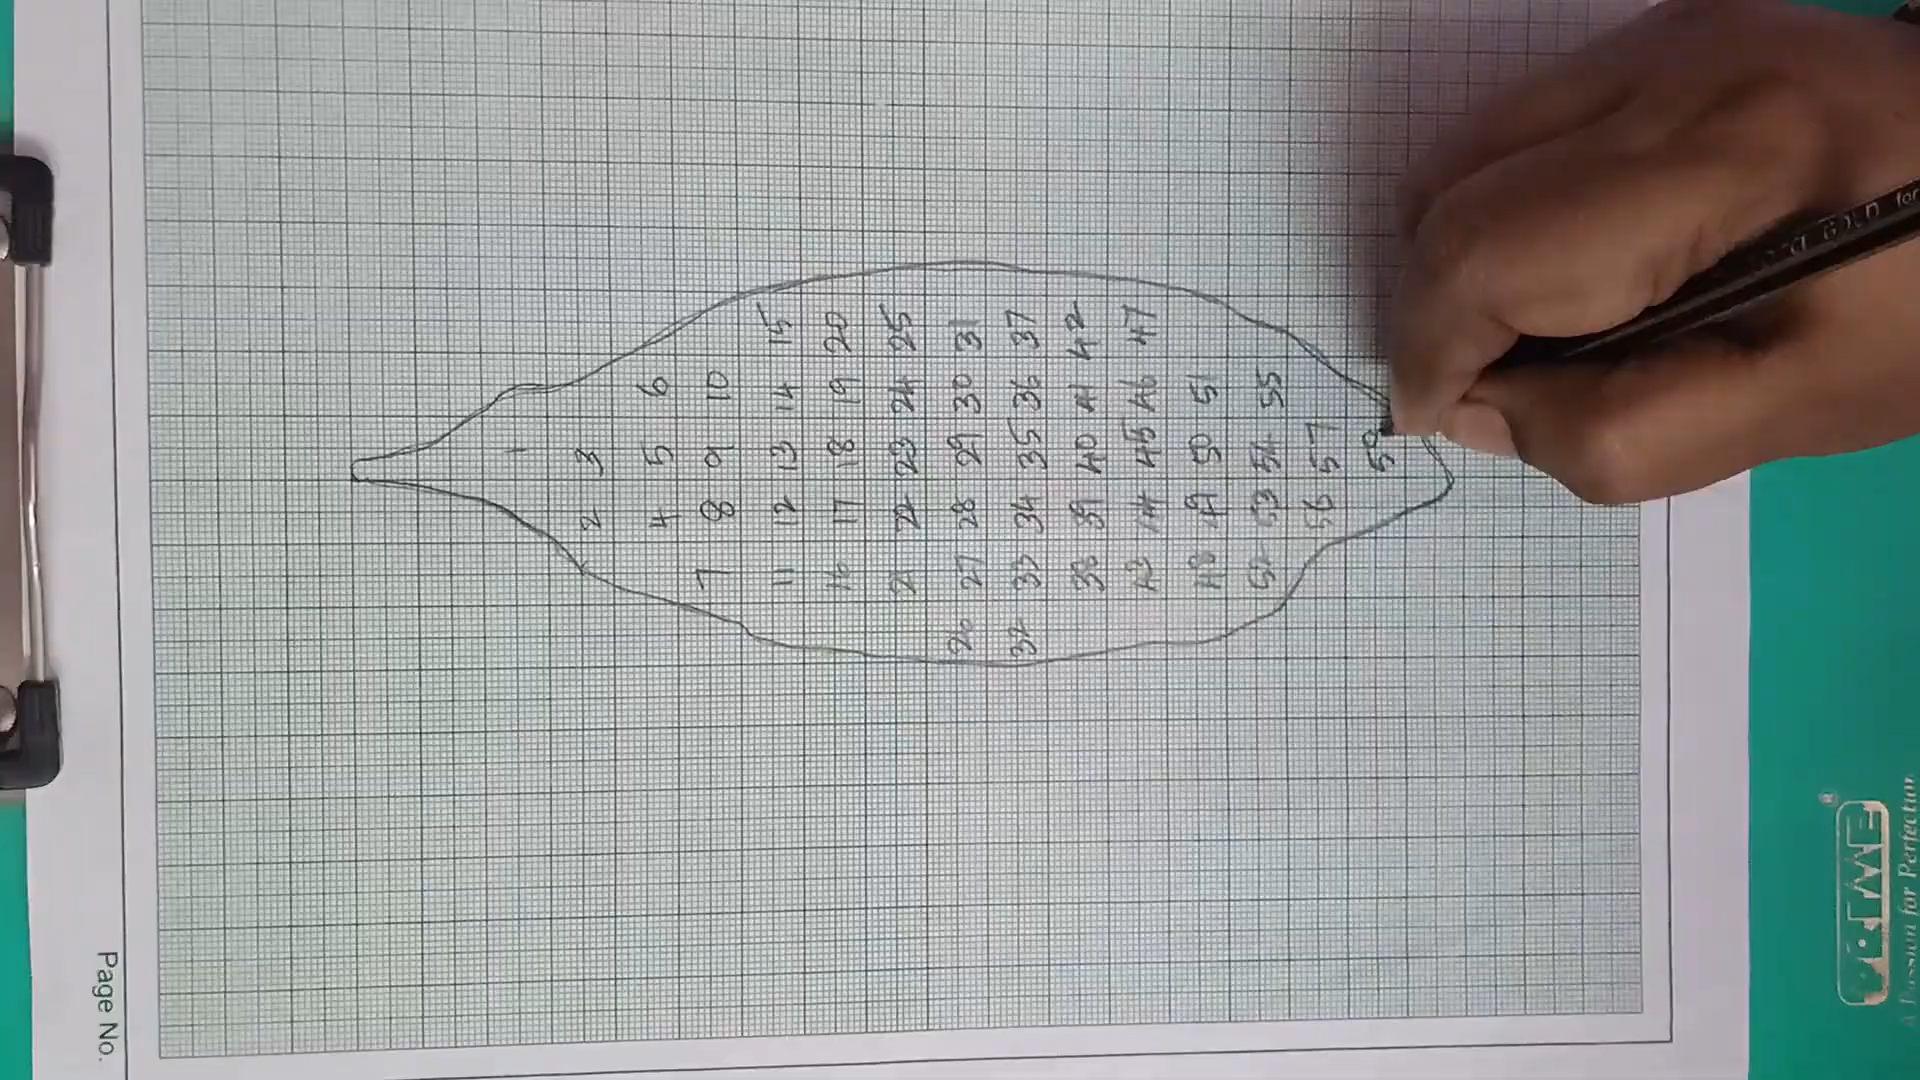 1
2 3
4 5 6
7 8 9 10
11 12 13 14 15
16 17 18 19 20
21 22 23 24 25
26 27 28 29 30 31
32 33 34 35 36 37
38 39 40 41 42
43 44 45 46 47
48 49 50 51
52 53 54 55
56 57
Page No.
A Passion for Perfection
for